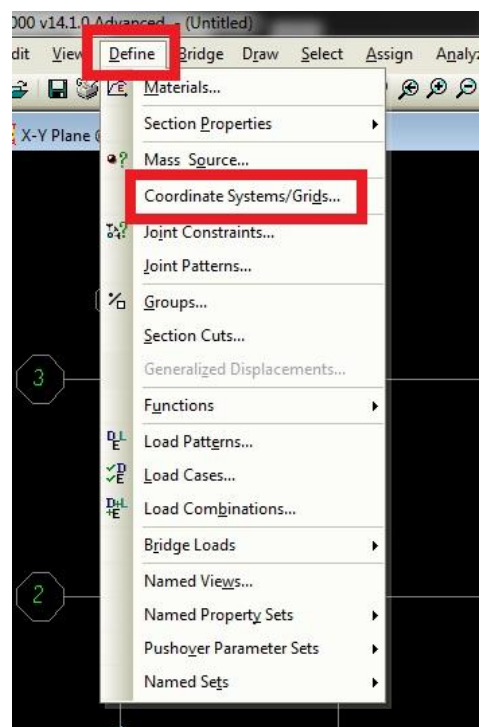 000 v14.1.0 Advanced - (Untitled)
dit View Define Bridge Draw Select Assign Analyz
X-Y Plane @
Materials...
Section Properties
Mass Source...
Coordinate Systems/Grids...
Joint Constraints...
Joint Patterns...
Groups...
Section Cuts...
Generalized Displacements...
3
Functions
Load Patterns...
Load Cases...
Load Combinations...
Bridge Loads
2
Named Views...
Named Property Sets
Pushover Parameter Sets
Named Sets